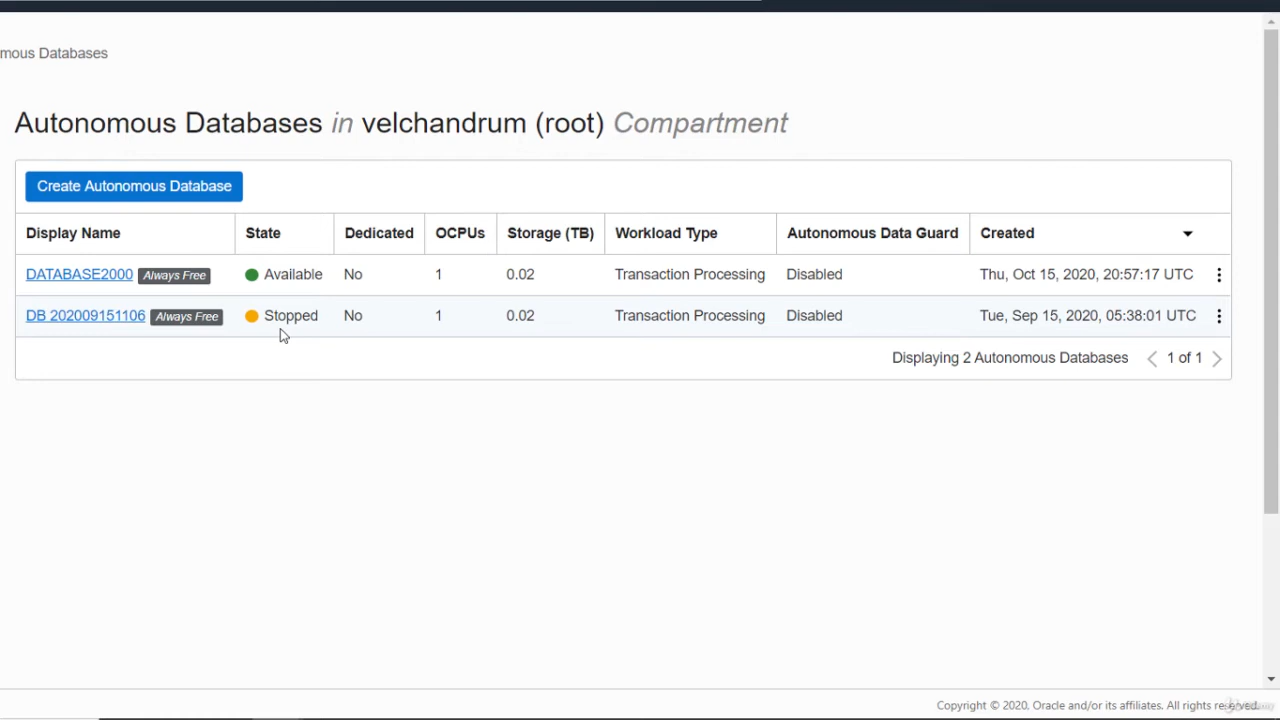 mous Databases
Autonomous Databases in velchandrum (root) Compartment
Create Autonomous Database
Display Name State Dedicated OCPUs Storage (TB) Workload Type Autonomous Data Guard Created
DATABASE2000 Always Free Available No 1 0.02 Transaction Processing Disabled Thu, Oct 15, 2020, 20:57:17 UTC
DB 202009151106 Always Free Stopped No 1 0.02 Transaction Processing Disabled Tue, Sep 15, 2020, 05:38:01 UTC
Displaying 2 Autonomous Databases 1 of 1
Copyright © 2020, Oracle and/or its affiliates. All rights reserved.